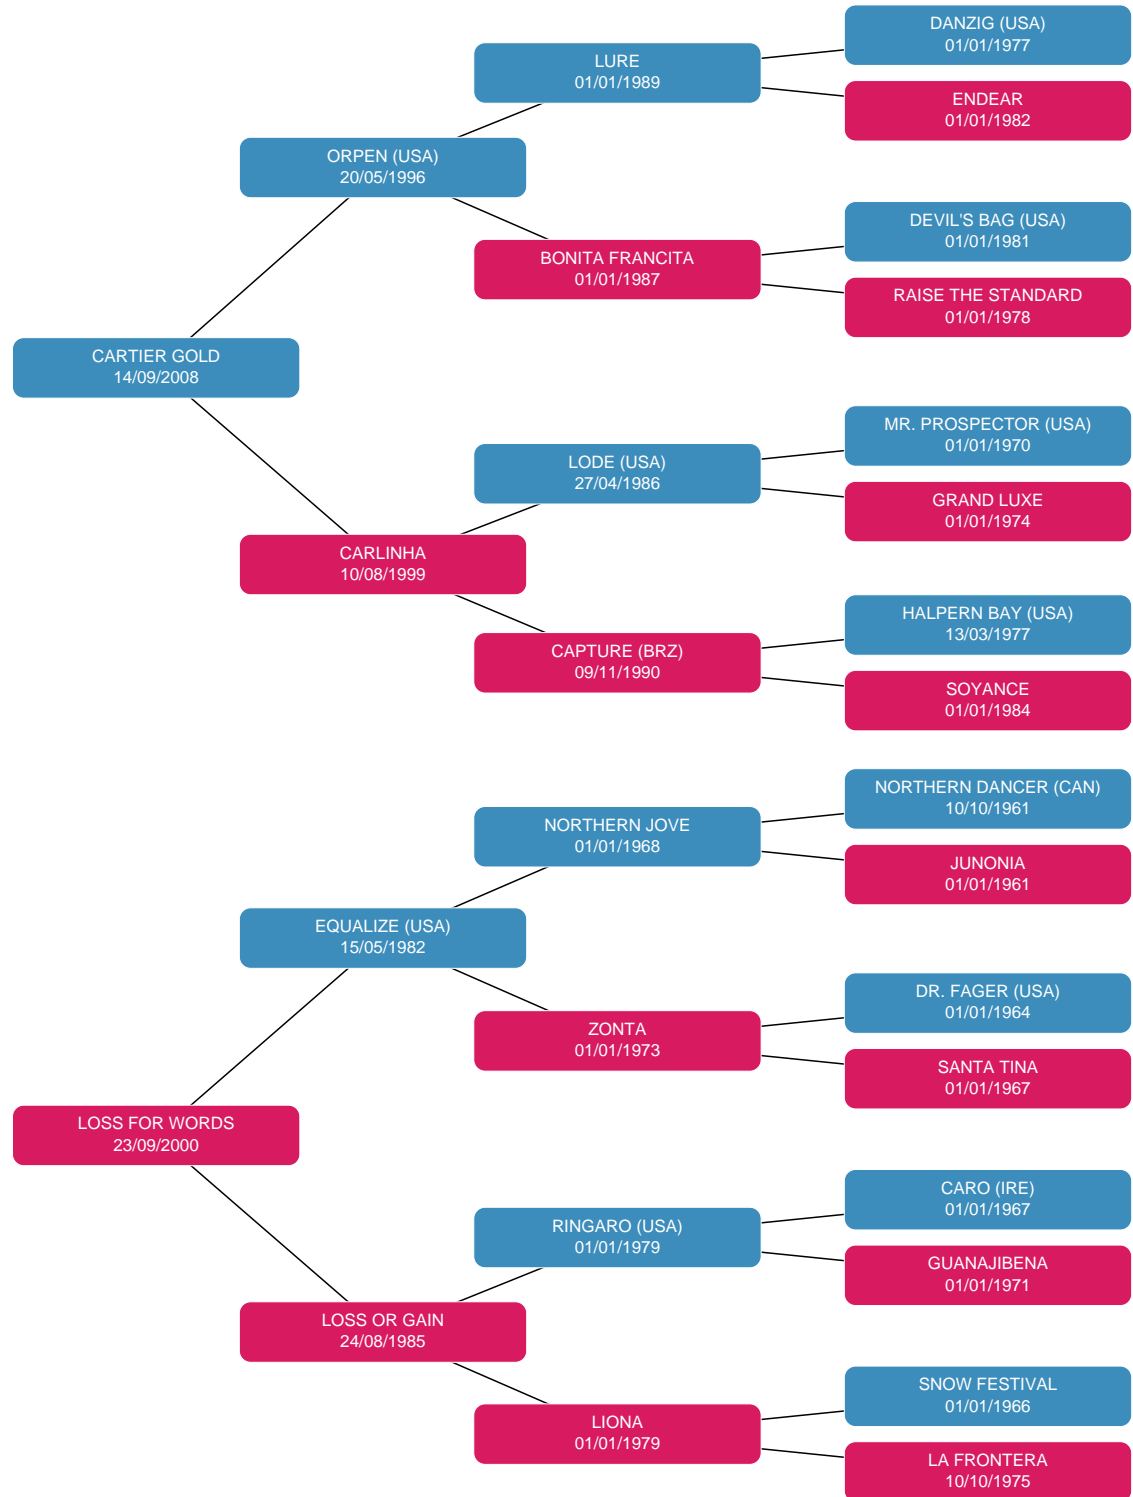 DANZIG (USA)
01/01/1977
LURE
01/01/1989
ENDEAR
01/01/1982
ORPEN (USA)
20/05/1996
DEVIL'S BAG (USA)
01/01/1981
BONITA FRANCITA
01/01/1987
RAISE THE STANDARD
01/01/1978
CARTIER GOLD
14/09/2008
MR. PROSPECTOR (USA)
01/01/1970
LODE (USA)
27/04/1986
GRAND LUXE
01/01/1974
CARLINHA
10/08/1999
HALPERN BAY (USA)
13/03/1977
CAPTURE (BRZ)
09/11/1990
SOYANCE
01/01/1984
NORTHERN DANCER (CAN)
10/10/1961
NORTHERN JOVE
01/01/1968
JUNONIA
01/01/1961
EQUALIZE (USA)
15/05/1982
DR. FAGER (USA)
01/01/1964
ZONTA
01/01/1973
SANTA TINA
01/01/1967
LOSS FOR WORDS
23/09/2000
CARO (IRE)
01/01/1967
RINGARO (USA)
01/01/1979
GUANAJIBENA
01/01/1971
LOSS OR GAIN
24/08/1985
SNOW FESTIVAL
01/01/1966
LIONA
01/01/1979
LA FRONTERA
10/10/1975